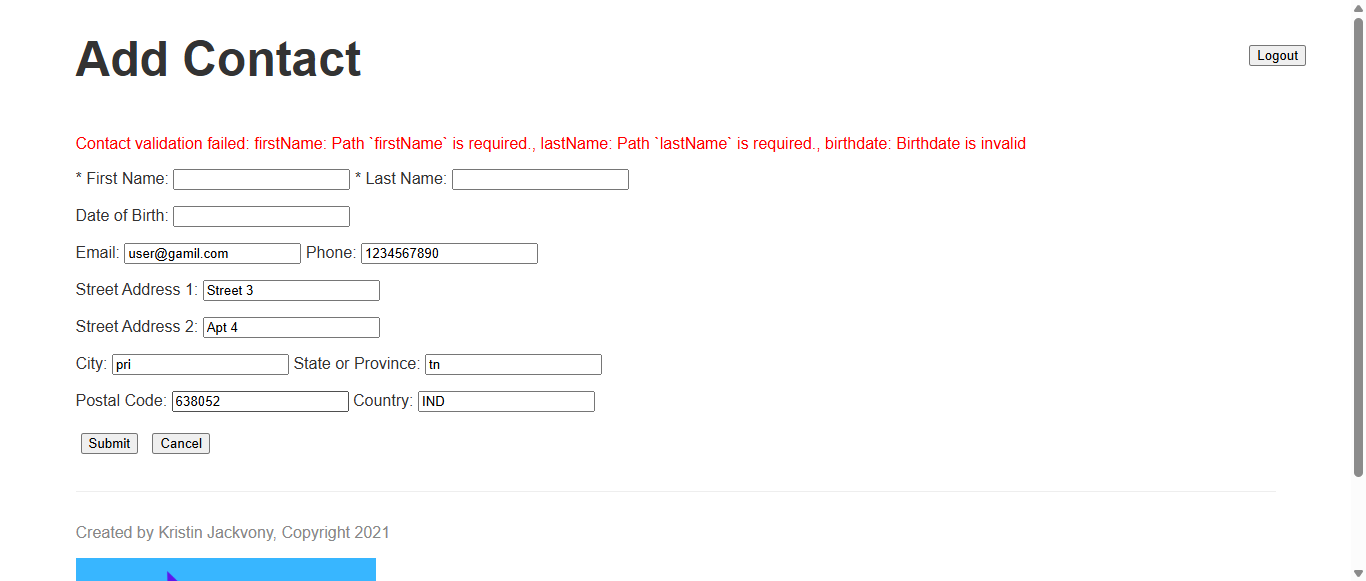 Add Contact
Logout
Contact validation failed: firstName: Path `firstName` is required., lastName: Path `lastName` is required., birthdate: Birthdate is invalid
* First Name: * Last Name:
Date of Birth:
Email: user@gamil.com Phone: 1234567890
Street Address 1: Street 3
Street Address 2: Apt 4
City: pri State or Province: tn
Postal Code: 638052 Country: IND
Submit Cancel
Created by Kristin Jackvony, Copyright 2021